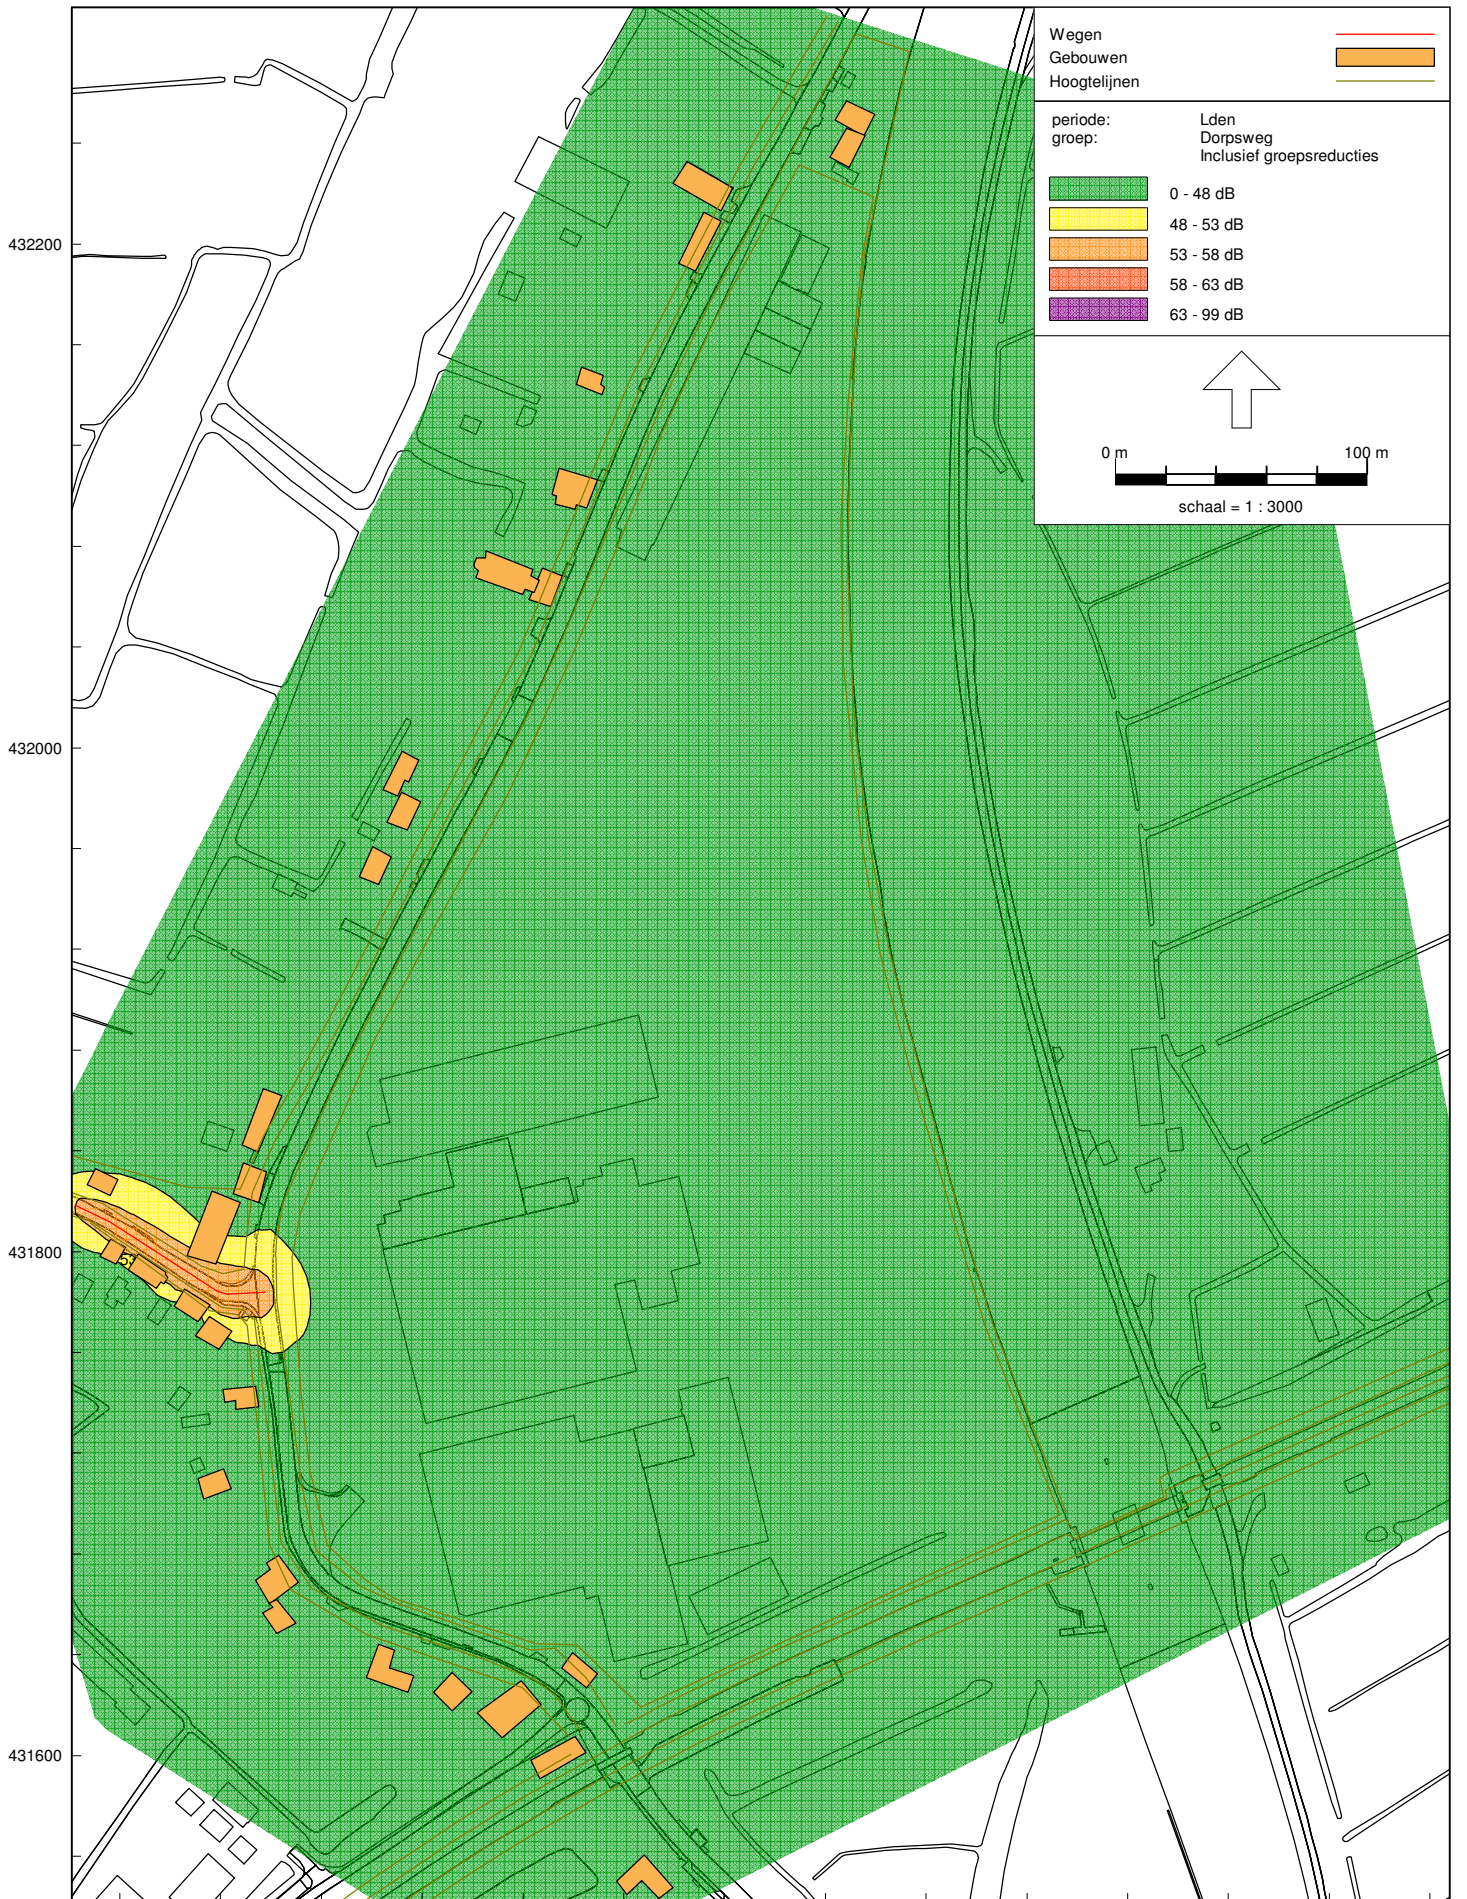 Wegen
Gebouwen
Hoogtelijnen
periode: Lden
groep: Dorpsweg
Inclusief groepsreducties
0 - 48 dB
48 - 53 dB
53 - 58 dB
58 - 63 dB
63 - 99 dB
0 m 100 m
schaal = 1 : 3000
432200
432000
431800
431600